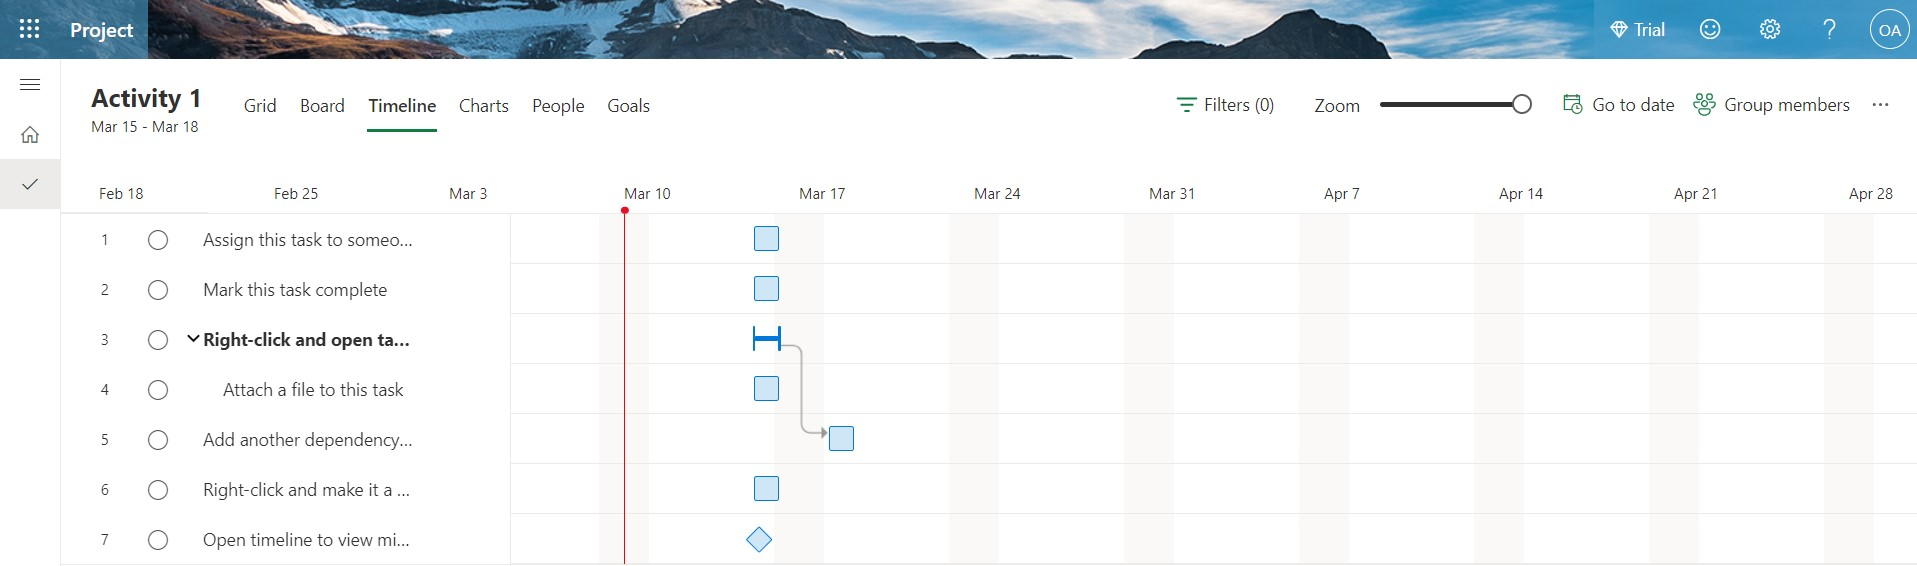 Project
Trial
?
OA
Activity 1
Mar 15 - Mar 18
Grid
Board
Timeline
Charts
People
Goals
Filters (0)
Zoom
Go to date
Group members
Feb 18
Feb 25
Mar 3
Mar 10
Mar 17
Mar 24
Mar 31
Apr 7
Apr 14
Apr 21
Apr 28
1 Assign this task to someo...
2 Mark this task complete
3 Right-click and open ta...
4 Attach a file to this task
5 Add another dependency...
6 Right-click and make it a ...
7 Open timeline to view mi...